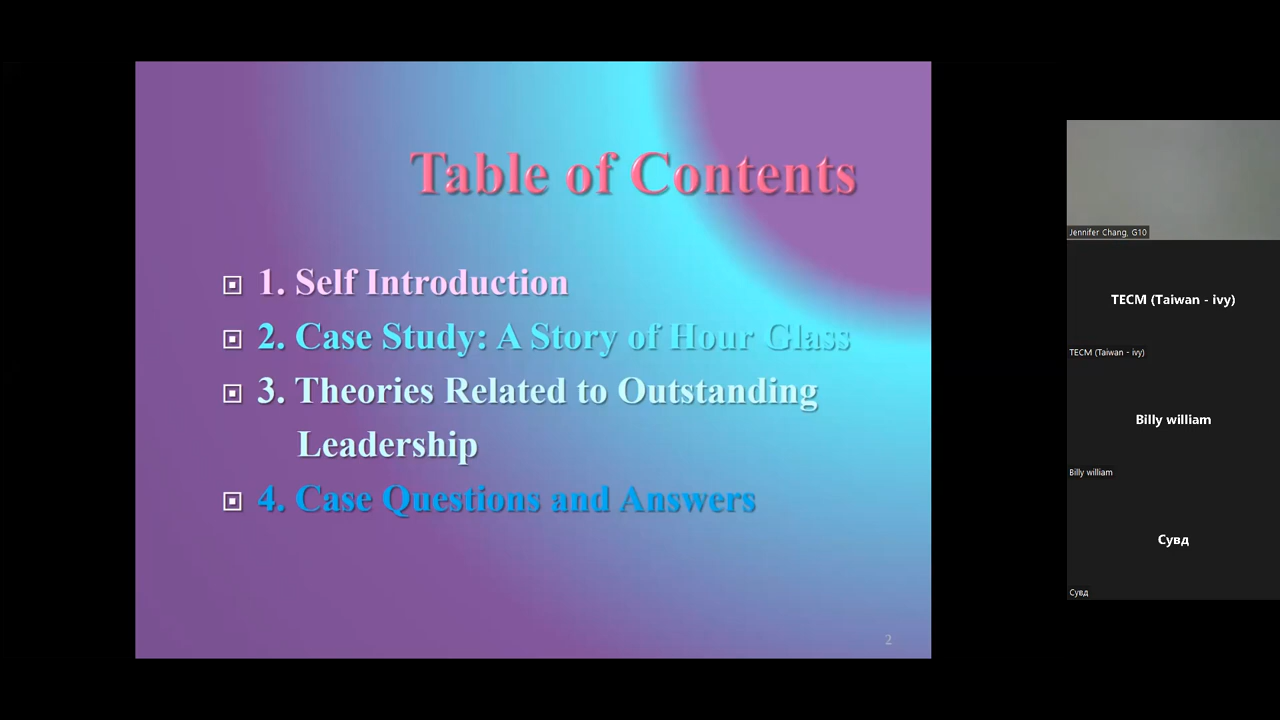 Table of Contents
1. Self Introduction
2. Case Study: A Story of Hour Glass
3. Theories Related to Outstanding
Leadership
4. Case Questions and Answers
2
Jennifer Chang, G10
TECM (Taiwan - ivy)
TECM (Taiwan - ivy)
Billy william
Billy william
Сувд
Сувд